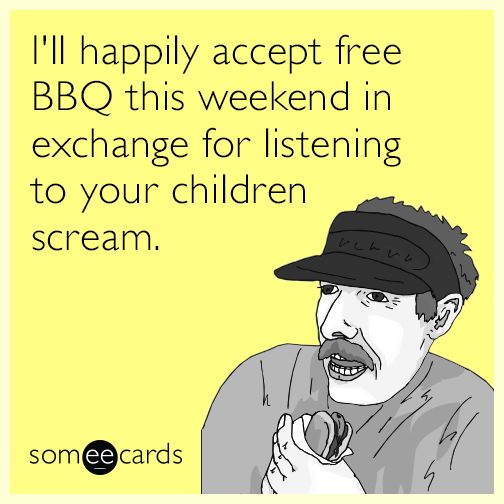 I'll happily accept free
BBQ this weekend in
exchange for listening
to your children
scream.
someecards